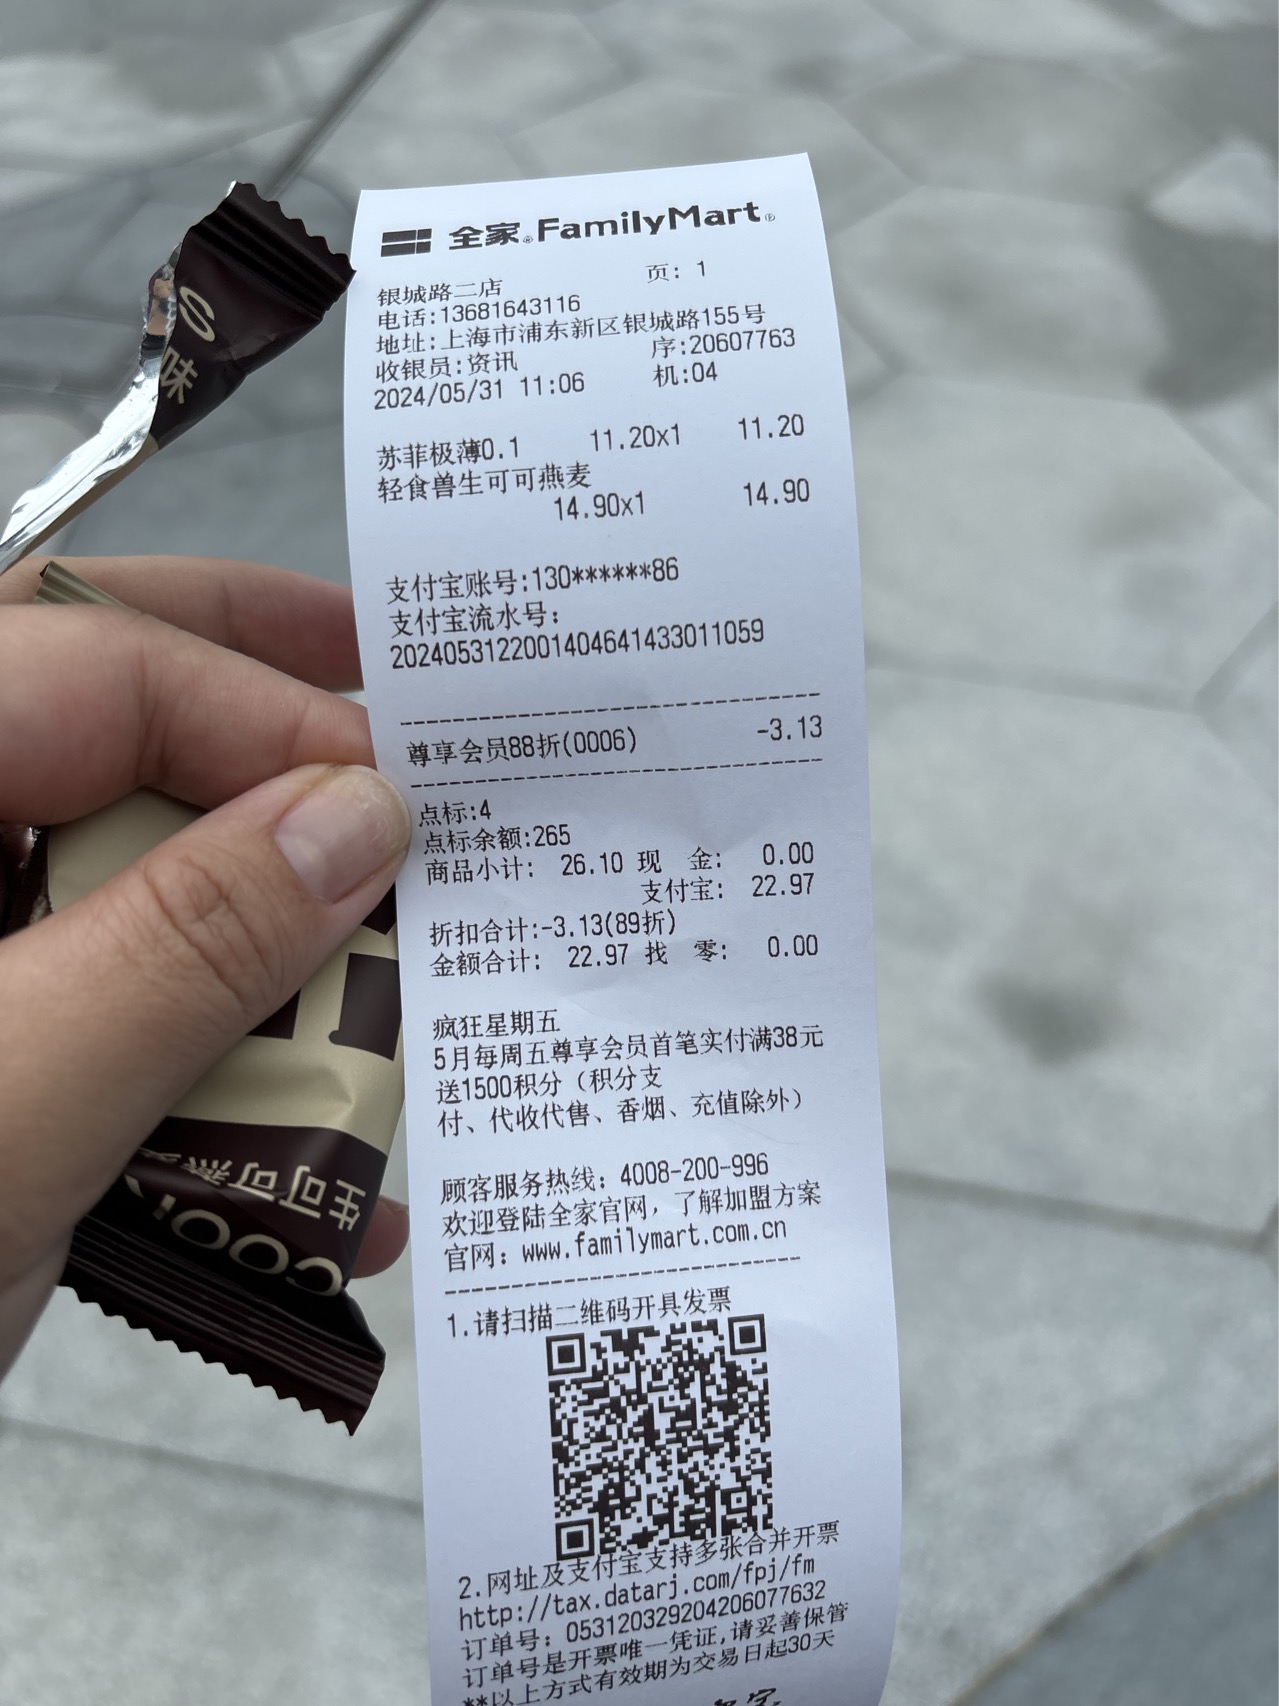 全家 FamilyMart
银城路二店 页: 1
电话:13681643116
地址:上海市浦东新区银城路155号
收银员:资讯 序:20607763
2024/05/31 11:06 机:04
苏菲极薄0.1 11.20x1 11.20
轻食兽生可可燕麦
14.90x1 14.90
支付宝账号:130******86
支付宝流水号:
2024053122001404641433011059
尊享会员88折(0006) -3.13
点标:4
点标余额:265
商品小计: 26.10 现 金: 0.00
支付宝: 22.97
折扣合计:-3.13(89折)
金额合计: 22.97 找 零: 0.00
疯狂星期五
5月每周五尊享会员首笔实付满38元
送1500积分（积分支
付、代收代售、香烟、充值除外）
顾客服务热线: 4008-200-996
欢迎登陆全家官网, 了解加盟方案
官网: www.familymart.com.cn
1.请扫描二维码开具发票
2.网址及支付宝支持多张合并开票
http://tax.datarj.com/fpj/fm
订单号: 053120329204206077632
订单号是开票唯一凭证,请妥善保管
**以上方式有效期为交易日起30天
S
味
生可可燕